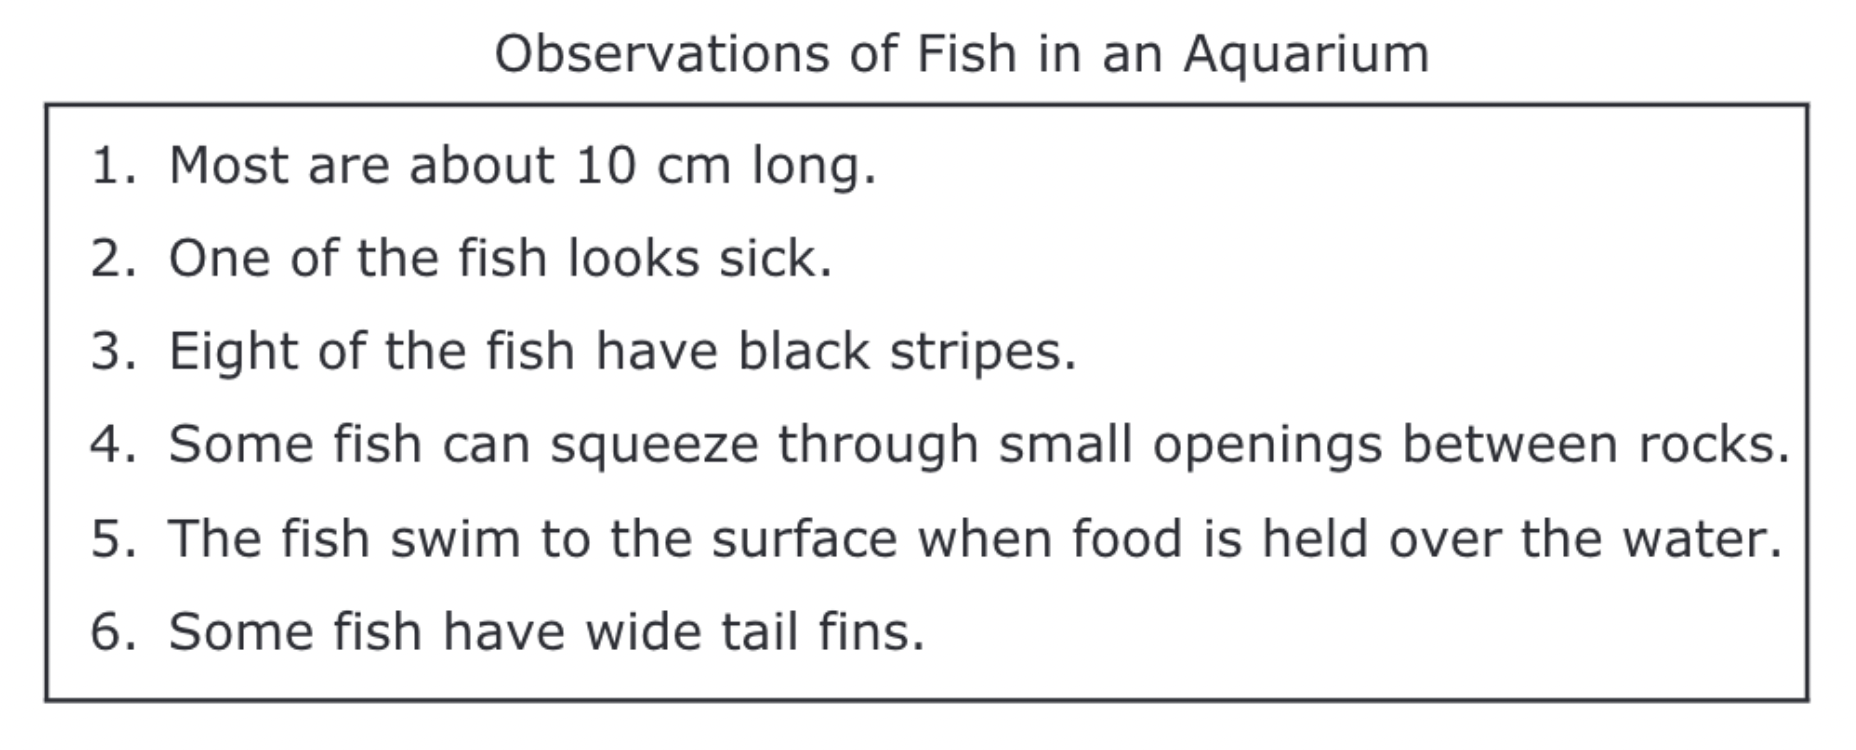 Observations of Fish in an Aquarium
1. Most are about 10 cm long.
2. One of the fish looks sick.
3. Eight of the fish have black stripes.
4. Some fish can squeeze through small openings between rocks.
5. The fish swim to the surface when food is held over the water.
6. Some fish have wide tail fins.